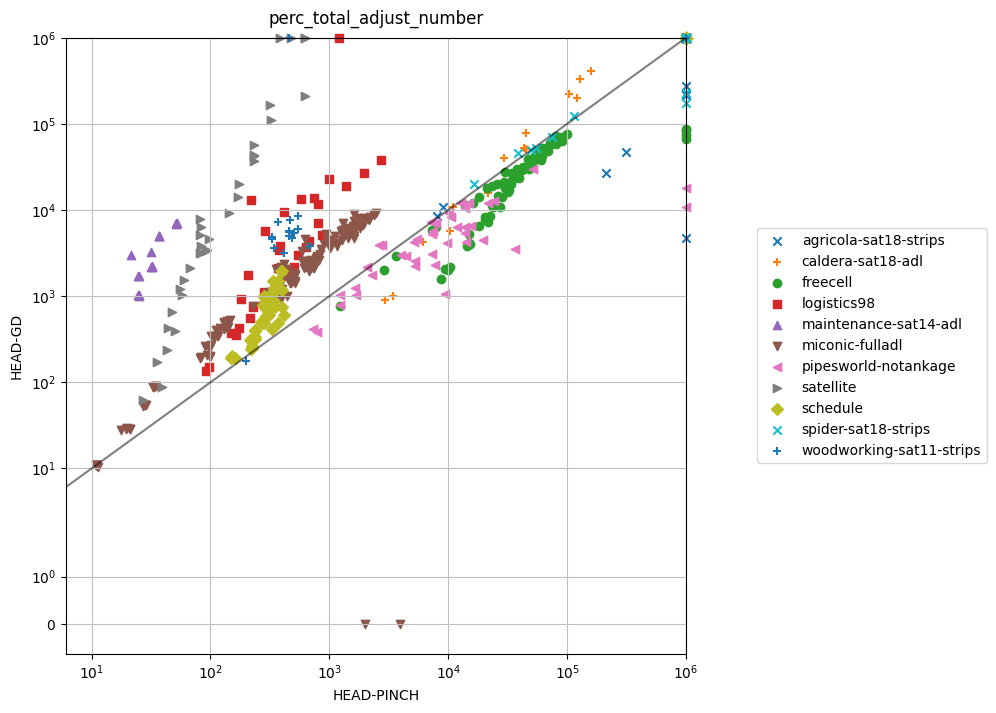 perc_total_adjust_number
10^6
10^5
10^4
10^3
10^2
10^1
10^0
0
HEAD-GD
10^1
10^2
10^3
10^4
10^5
10^6
HEAD-PINCH
agricola-sat18-strips
caldera-sat18-adl
freecell
logistics98
maintenance-sat14-adl
miconic-fulladl
pipesworld-notankage
satellite
schedule
spider-sat18-strips
woodworking-sat11-strips